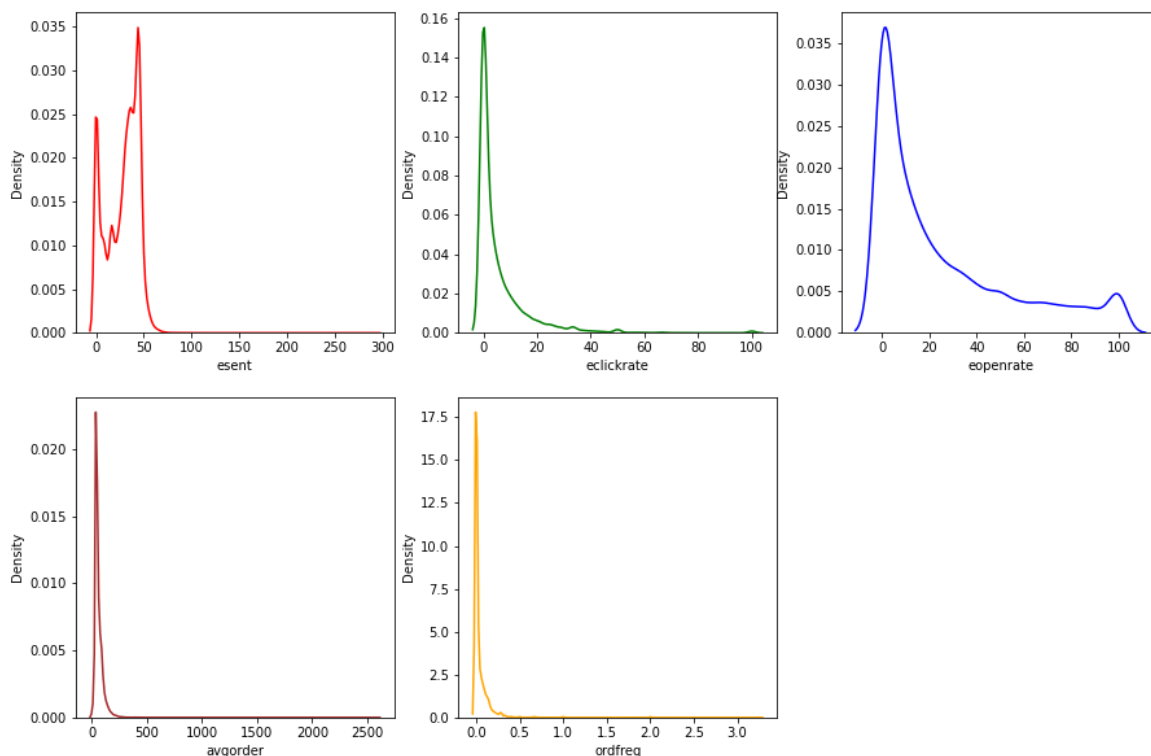 0.035
0.030
0.025
0.020
0.015
0.010
0.005
0.000
Density
0 50 100 150 200 250 300
esent
0.16
0.14
0.12
0.10
0.08
0.06
0.04
0.02
0.00
Density
0 20 40 60 80 100
eclickrate
0.035
0.030
0.025
0.020
0.015
0.010
0.005
0.000
Density
0 20 40 60 80 100
eopenrate
0.020
0.015
0.010
0.005
0.000
Density
0 500 1000 1500 2000 2500
avgorder
17.5
15.0
12.5
10.0
7.5
5.0
2.5
0.0
Density
0.0 0.5 1.0 1.5 2.0 2.5 3.0
ordfreq